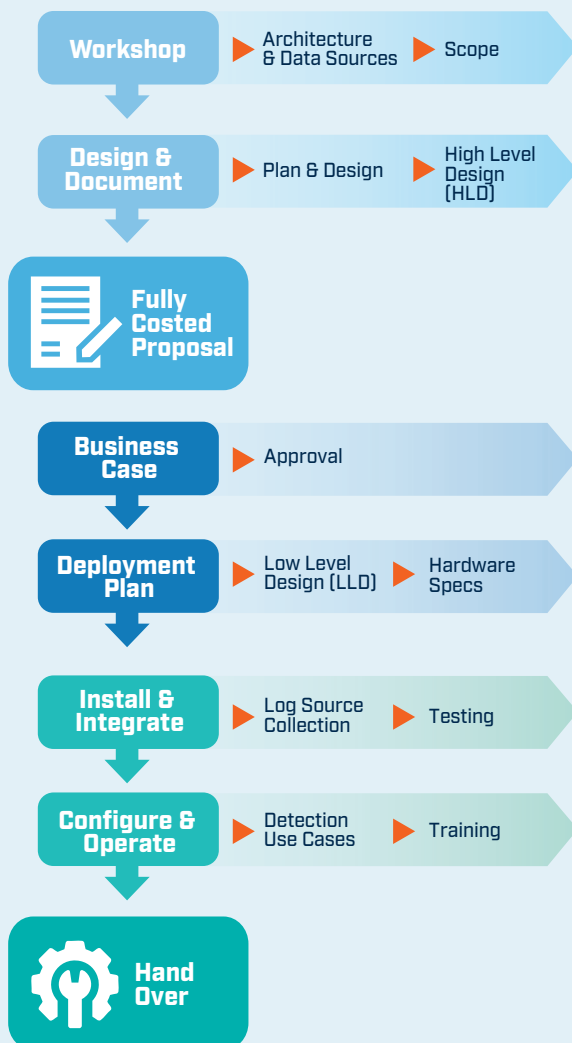 Workshop
Architecture
& Data Sources
Scope
Design &
Document
Plan & Design
High Level
Design
(HLD)
Fully
Costed
Proposal
Business
Case
Approval
Deployment
Plan
Low Level
Design (LLD)
Hardware
Specs
Install &
Integrate
Log Source
Collection
Testing
Configure &
Operate
Detection
Use Cases
Training
Hand
Over